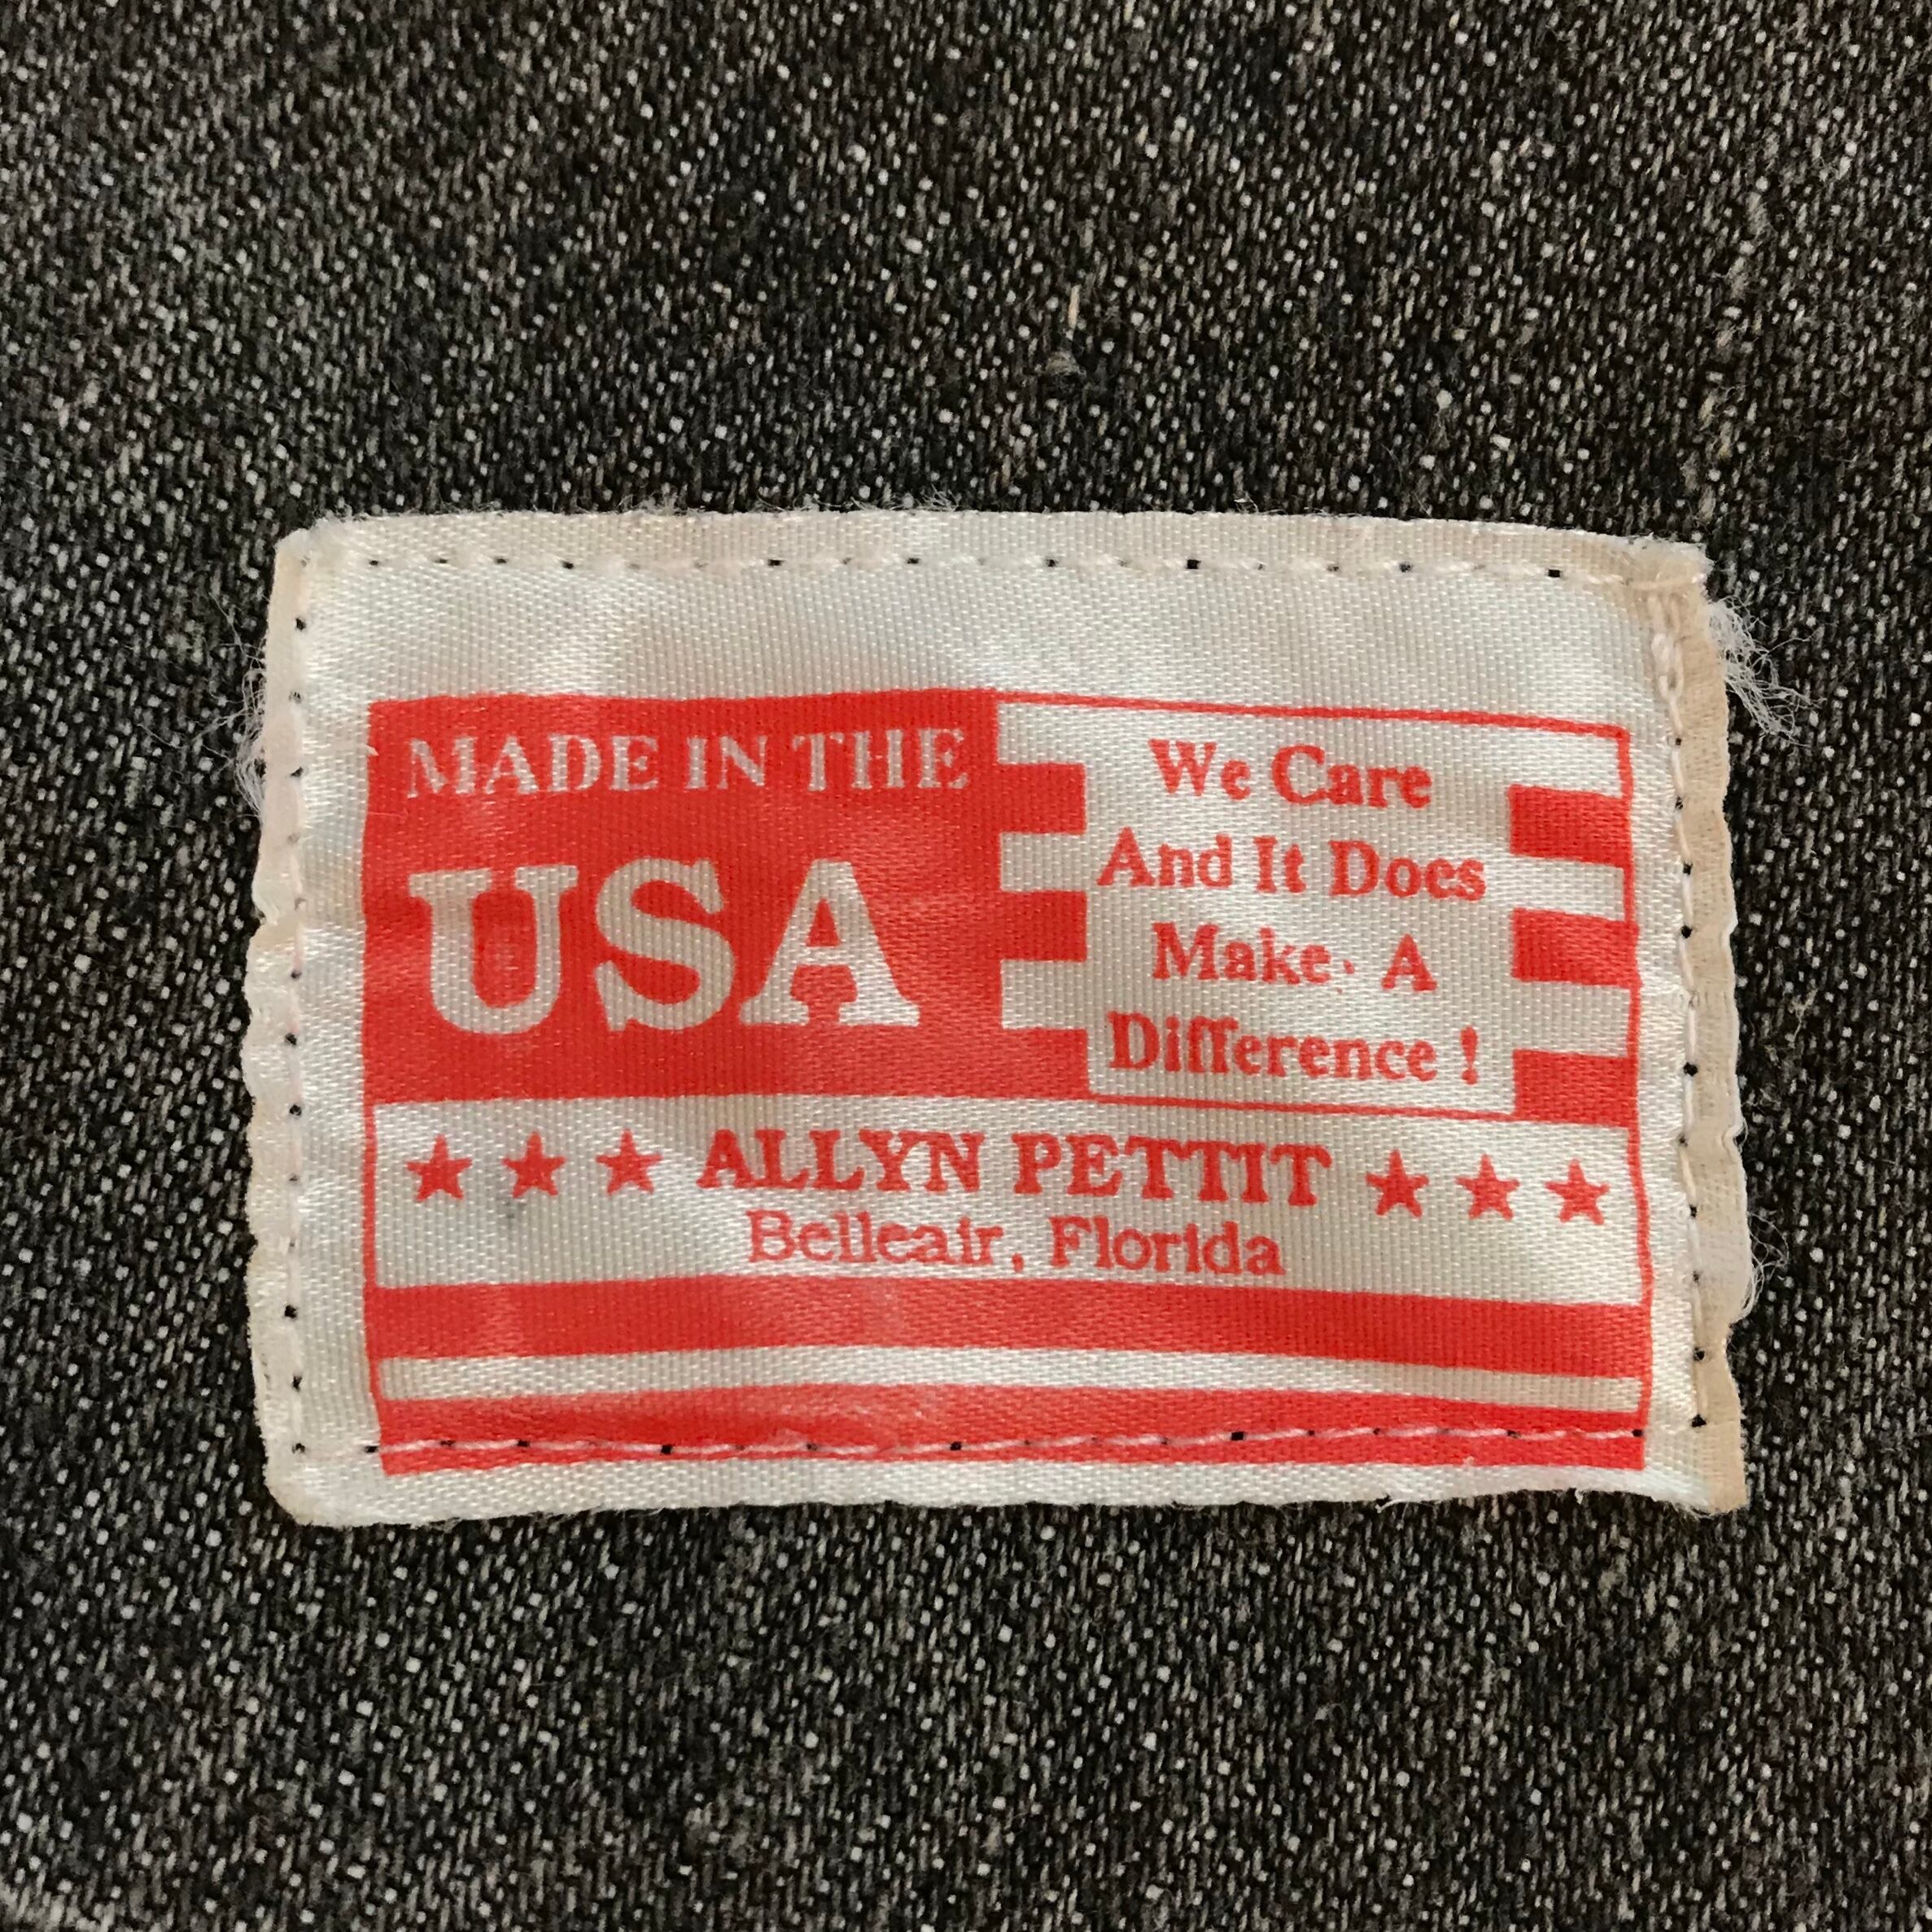 MADE IN THE
USA
We Care
And It Does
Make A
Difference !
★ ★ ★ ALLYN PETTIT ★ ★ ★
Belleair, Florida